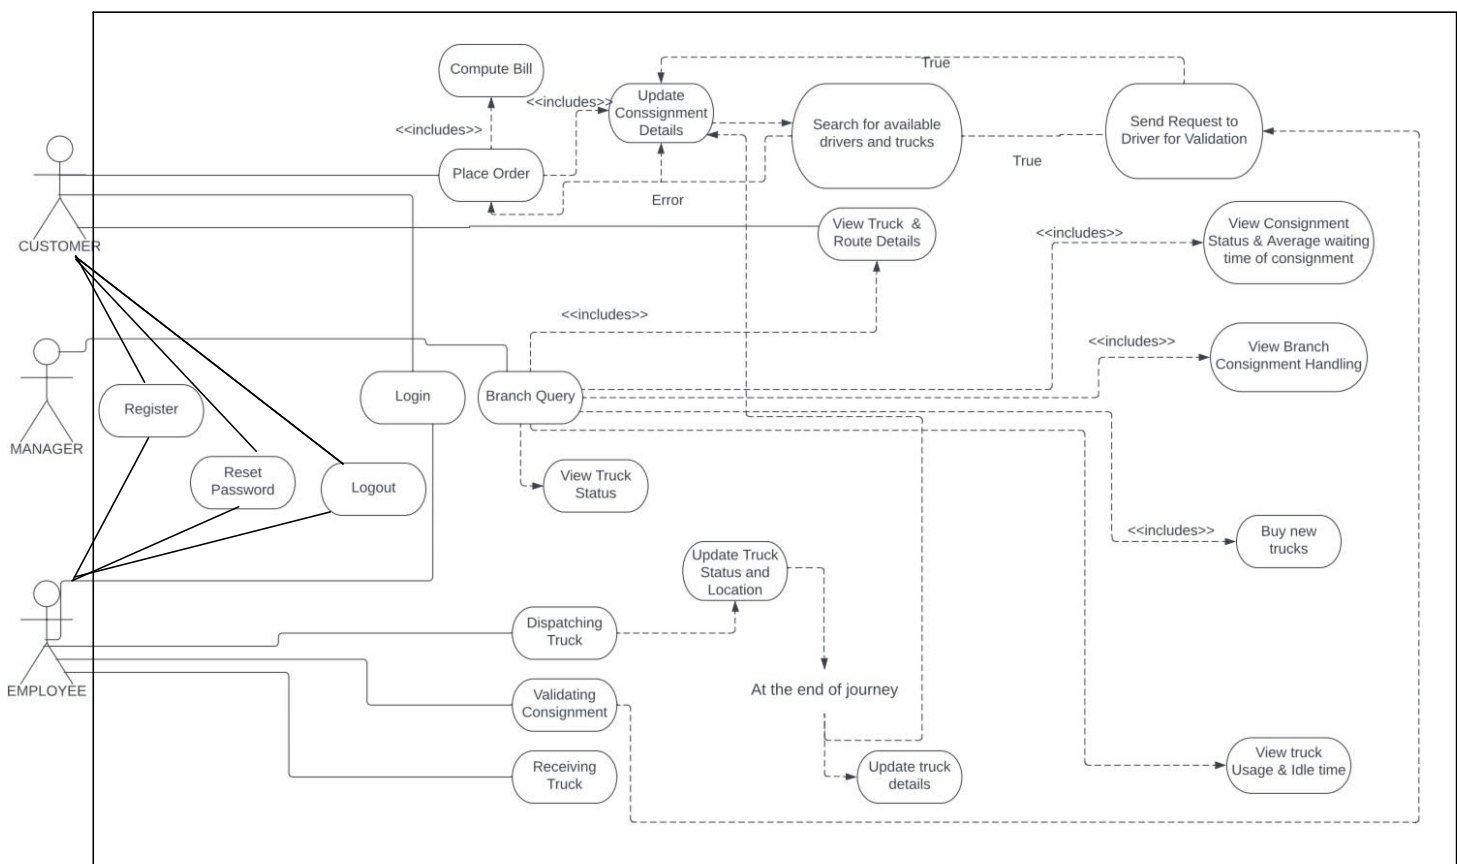 Compute Bill
True
<<includes>>
Update
Conssignment
Details
Search for available
drivers and trucks
Send Request to
Driver for Validation
<<includes>>
True
Place Order
Error
CUSTOMER
View Truck &
Route Details
<<includes>>
View Consignment
Status & Average waiting
time of consignment
<<includes>>
<<includes>>
View Branch
Consignment Handling
MANAGER
Register
Login
Branch Query
Reset
Password
Logout
View Truck
Status
<<includes>>
Buy new
trucks
Update Truck
Status and
Location
Dispatching
Truck
EMPLOYEE
At the end of journey
Validating
Consignment
Receiving
Truck
Update truck
details
View truck
Usage & Idle time